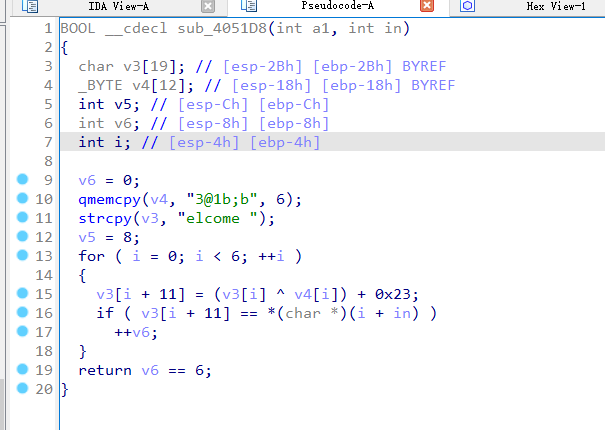 IDA View-A
Pseudocode-A
Hex View-1
1 BOOL __cdecl sub_4051D8(int a1, int in)
2 {
3 char v3[19]; // [esp-2Bh] [ebp-2Bh] BYREF
4 _BYTE v4[12]; // [esp-18h] [ebp-18h] BYREF
5 int v5; // [esp-Ch] [ebp-Ch]
6 int v6; // [esp-8h] [ebp-8h]
7 int i; // [esp-4h] [ebp-4h]
8
9 v6 = 0;
10 qmemcpy(v4, "3@1b;b", 6);
11 strcpy(v3, "elcome ");
12 v5 = 8;
13 for ( i = 0; i < 6; ++i )
14 {
15 v3[i + 11] = (v3[i] ^ v4[i]) + 0x23;
16 if ( v3[i + 11] == *(char *)(i + in) )
17 ++v6;
18 }
19 return v6 == 6;
20 }